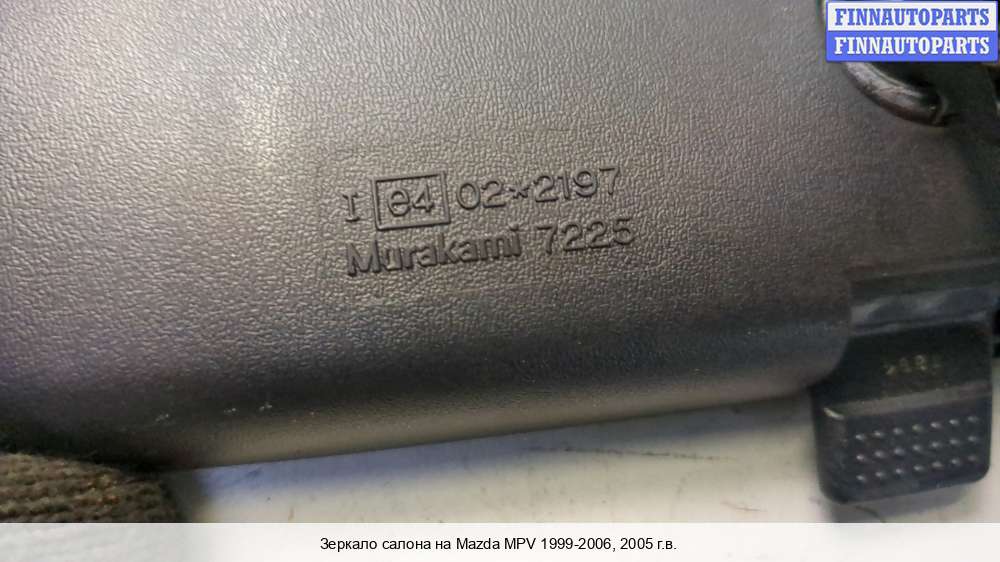 FINNAUTOPARTS
FINNAUTOPARTS
I e4 02*2197
Murakami 7225
Зеркало салона на Mazda MPV 1999-2006, 2005 г.в.